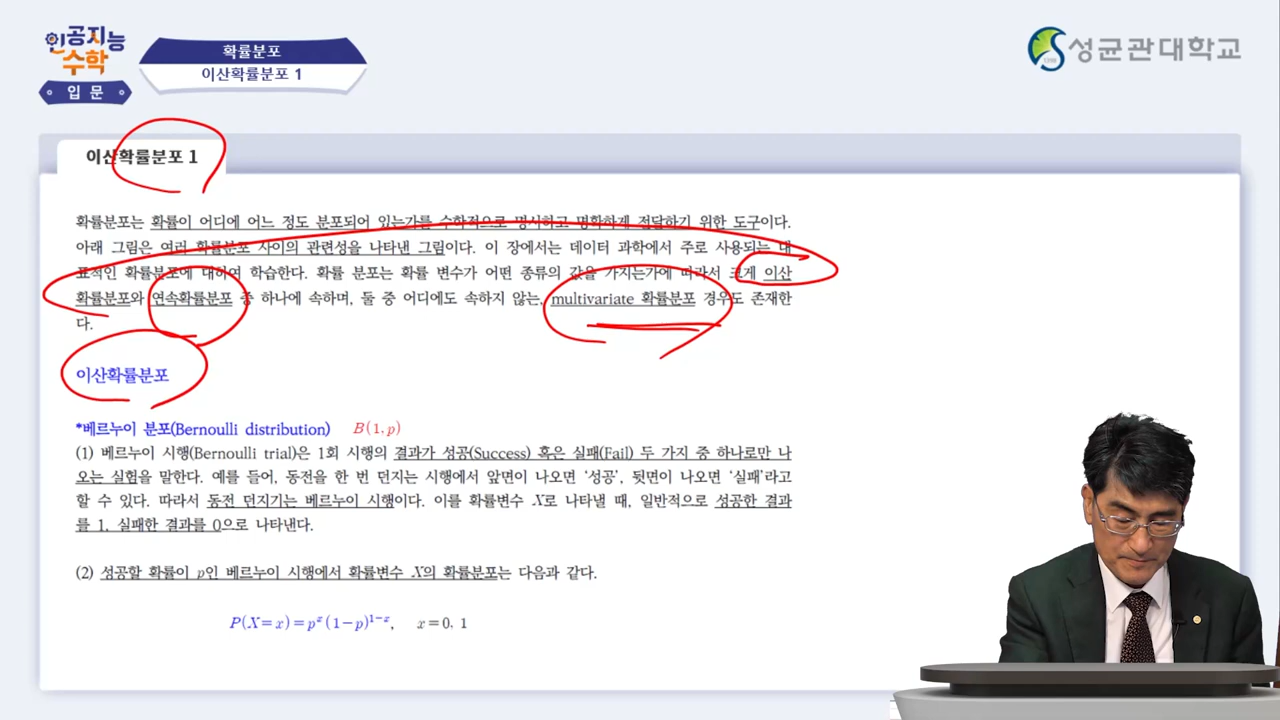 인공지능
수학
입문
확률분포
이산확률분포 1
성균관대학교
이산확률분포 1
확률분포는 확률이 어디에 어느 정도 분포되어 있는가를 수학적으로 명시하고 명확하게 전달하기 위한 도구이다.
아래 그림은 여러 확률분포 사이의 관련성을 나타낸 그림이다. 이 장에서는 데이터 과학에서 주로 사용되는 대
표적인 확률분포에 대하여 학습한다. 확률 분포는 확률 변수가 어떤 종류의 값을 가지는가에 따라서 크게 이산
확률분포와 연속확률분포 중 하나에 속하며, 둘 중 어디에도 속하지 않는, multivariate 확률분포 경우도 존재한
다.
이산확률분포
*베르누이 분포(Bernoulli distribution) B(1, p)
(1) 베르누이 시행(Bernoulli trial)은 1회 시행의 결과가 성공(Success) 혹은 실패(Fail) 두 가지 중 하나로만 나
오는 실험을 말한다. 예를 들어, 동전을 한 번 던지는 시행에서 앞면이 나오면 '성공', 뒷면이 나오면 '실패'라고
할 수 있다. 따라서 동전 던지기는 베르누이 시행이다. 이를 확률변수 X로 나타낼 때, 일반적으로 성공한 결과
를 1, 실패한 결과를 0으로 나타낸다.
(2) 성공할 확률이 p인 베르누이 시행에서 확률변수 X의 확률분포는 다음과 같다.
P(X=x)=pˣ(1-p)¹⁻ˣ, x=0, 1